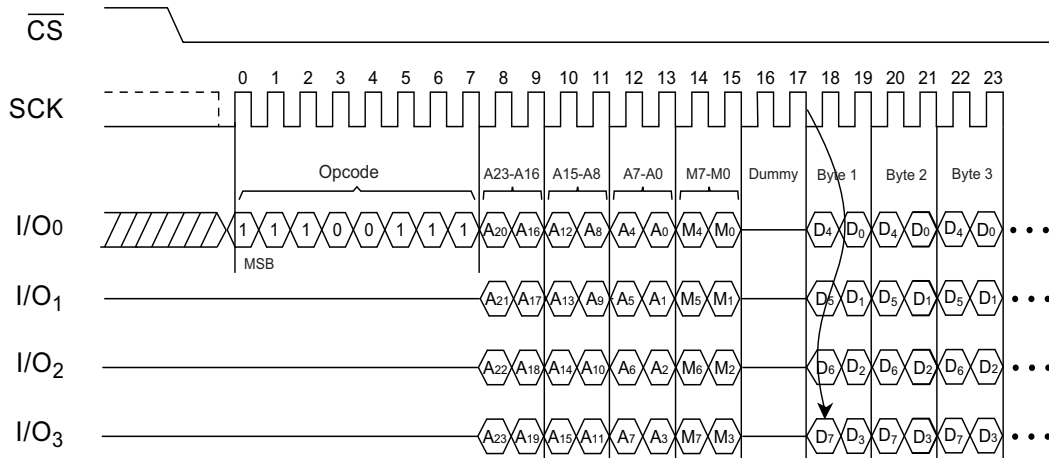 CS
0 1 2 3 4 5 6 7 8 9 10 11 12 13 14 15 16 17 18 19 20 21 22 23
SCK
Opcode A23-A16 A15-A8 A7-A0 M7-M0 Dummy Byte 1 Byte 2 Byte 3
I/O0 1 1 1 0 0 1 1 1 A20 A16 A12 A8 A4 A0 M4 M0 D4 D0 D4 D0 D4 D0
MSB
I/O1 A21 A17 A13 A9 A5 A1 M5 M1 D5 D1 D5 D1 D5 D1
I/O2 A22 A18 A14 A10 A6 A2 M6 M2 D6 D2 D6 D2 D6 D2
I/O3 A23 A19 A15 A11 A7 A3 M7 M3 D7 D3 D7 D3 D7 D3